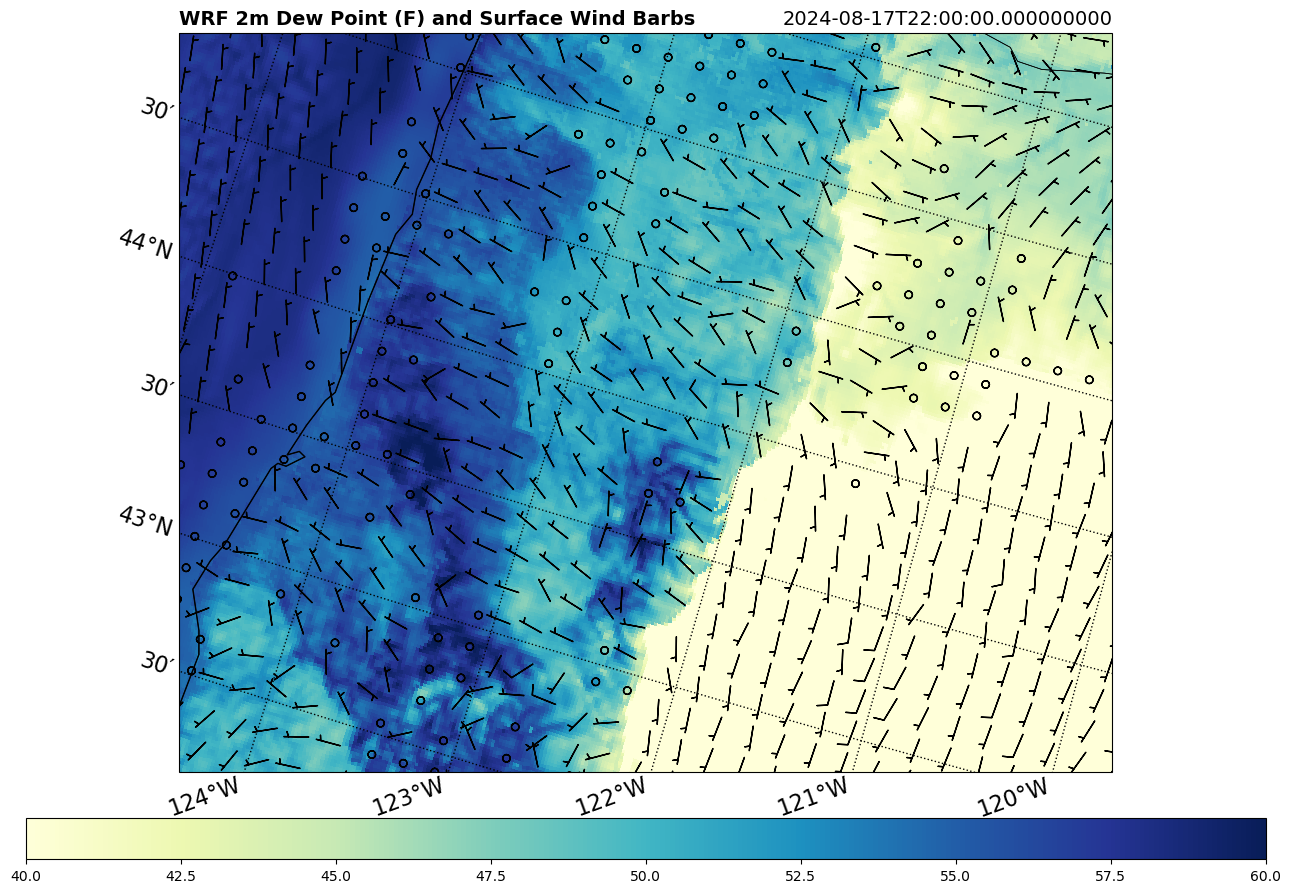 WRF 2m Dew Point (F) and Surface Wind Barbs 2024-08-17T22:00:00.000000000
30′
44°N
30′
43°N
30′
124°W 123°W 122°W 121°W 120°W
40.0 42.5 45.0 47.5 50.0 52.5 55.0 57.5 60.0